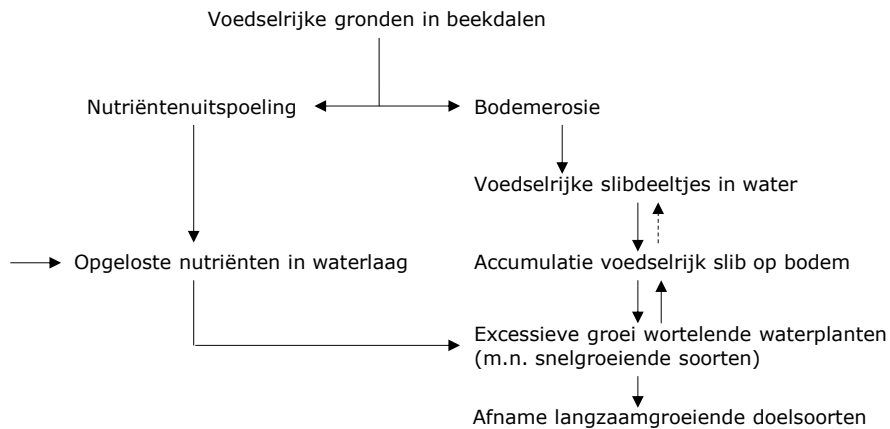 Voedselrijke gronden in beekdalen
Nutriëntenuitspoeling
Bodemerosie
Voedselrijke slibdeeltjes in water
Opgeloste nutriënten in waterlaag
Accumulatie voedselrijk slib op bodem
Excessieve groei wortelende waterplanten
(m.n. snelgroeiende soorten)
Afname langzaamgroeiende doelsoorten